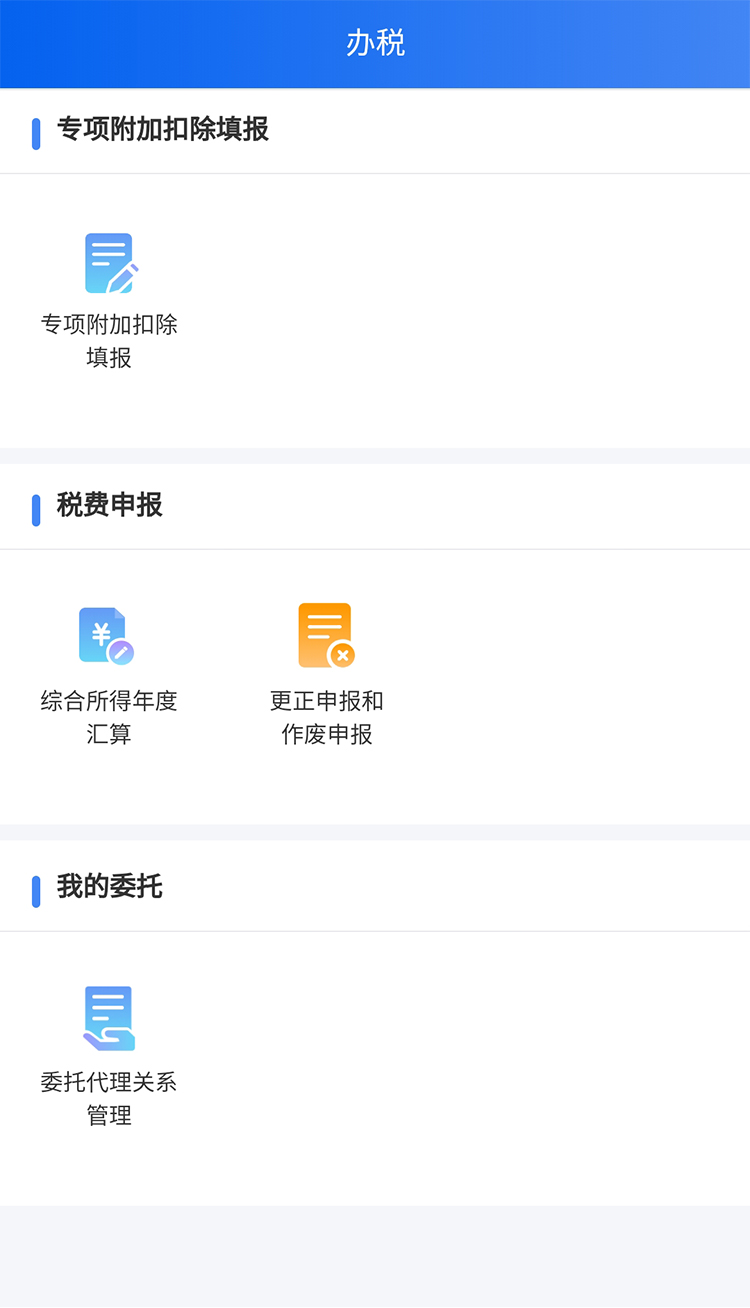 办税
专项附加扣除填报
专项附加扣除
填报
税费申报
综合所得年度
汇算
更正申报和
作废申报
我的委托
委托代理关系
管理